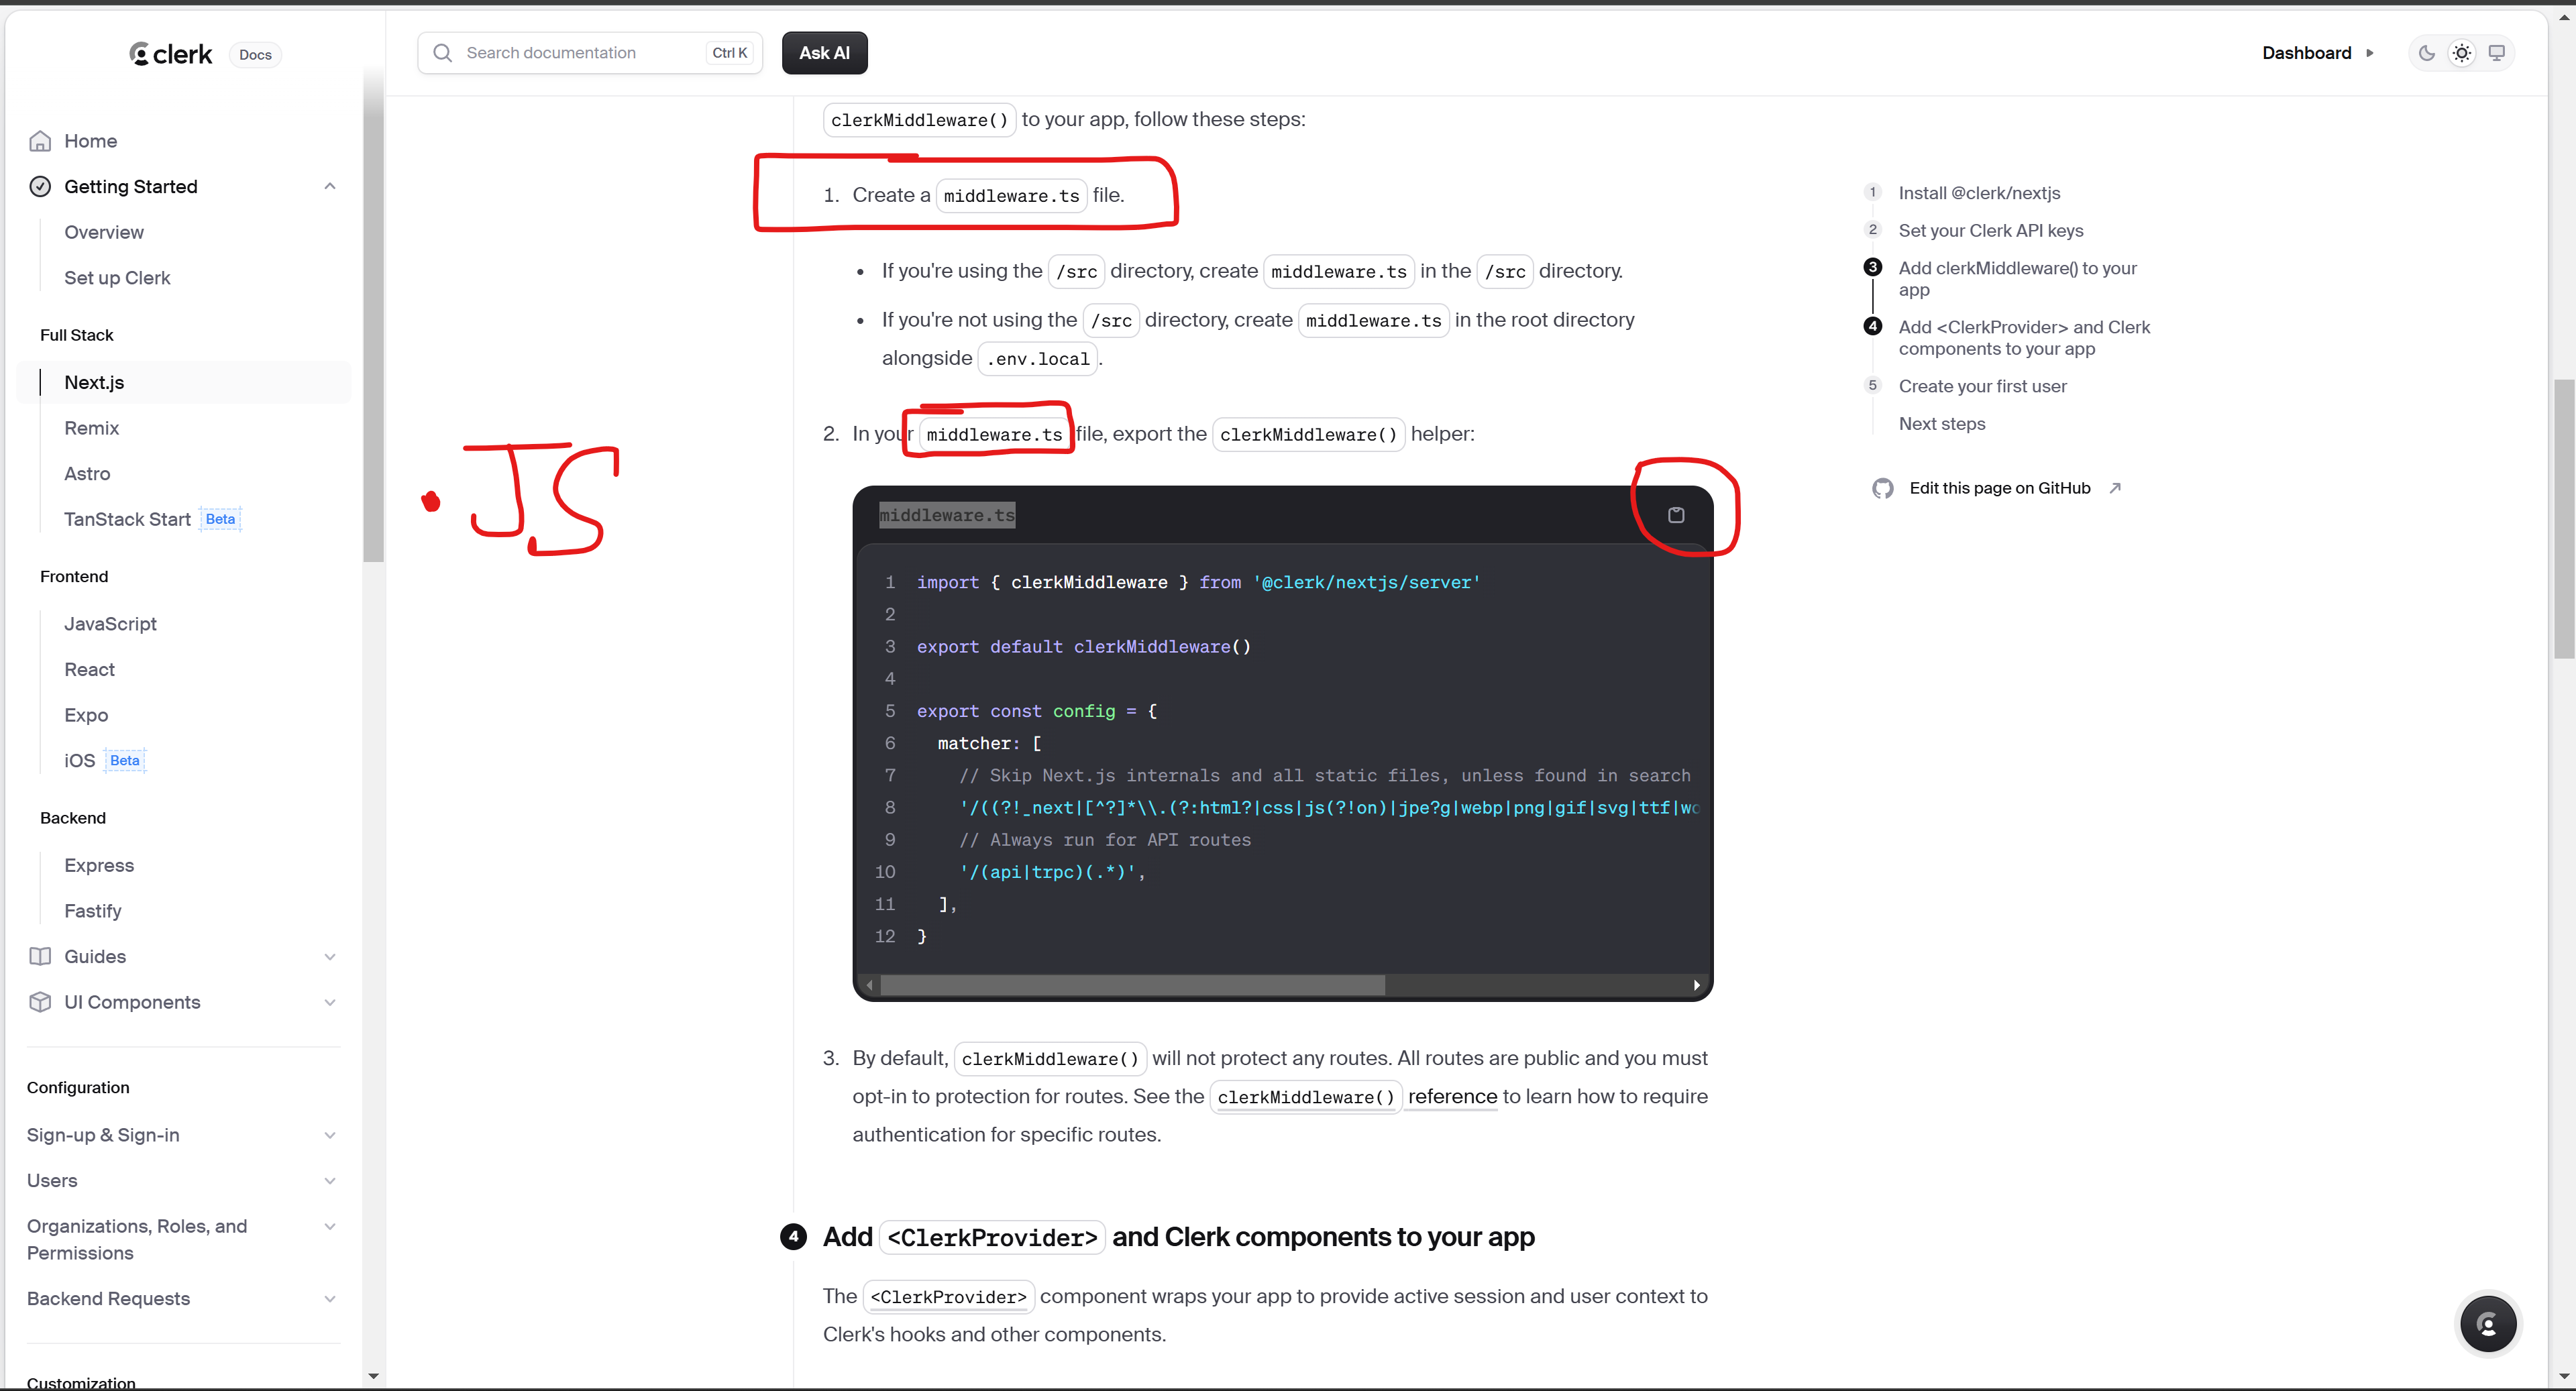 clerk Docs
Search documentation Ctrl K
Ask AI
Dashboard
Home
Getting Started
Overview
Set up Clerk
Full Stack
Next.js
Remix
Astro
TanStack Start Beta
Frontend
JavaScript
React
Expo
iOS Beta
Backend
Express
Fastify
Guides
UI Components
Configuration
Sign-up & Sign-in
Users
Organizations, Roles, and
Permissions
Backend Requests
Customization
.JS
clerkMiddleware() to your app, follow these steps:
1. Create a middleware.ts file.
• If you're using the /src directory, create middleware.ts in the /src directory.
• If you're not using the /src directory, create middleware.ts in the root directory
alongside .env.local.
2. In your middleware.ts file, export the clerkMiddleware() helper:
middleware.ts
1 import { clerkMiddleware } from '@clerk/nextjs/server'
2
3 export default clerkMiddleware()
4
5 export const config = {
6 matcher: [
7 // Skip Next.js internals and all static files, unless found in search
8 '/((?!_next|[^?]*\\.(?:html?|css|js(?!on)|jpe?g|webp|png|gif|svg|ttf|wo
9 // Always run for API routes
10 '/(api|trpc)(.*)',
11 ],
12 }
3. By default, clerkMiddleware() will not protect any routes. All routes are public and you must
opt-in to protection for routes. See the clerkMiddleware() reference to learn how to require
authentication for specific routes.
4 Add <ClerkProvider> and Clerk components to your app
The <ClerkProvider> component wraps your app to provide active session and user context to
Clerk's hooks and other components.
1 Install @clerk/nextjs
2 Set your Clerk API keys
3 Add clerkMiddleware() to your
app
4 Add <ClerkProvider> and Clerk
components to your app
5 Create your first user
Next steps
Edit this page on GitHub